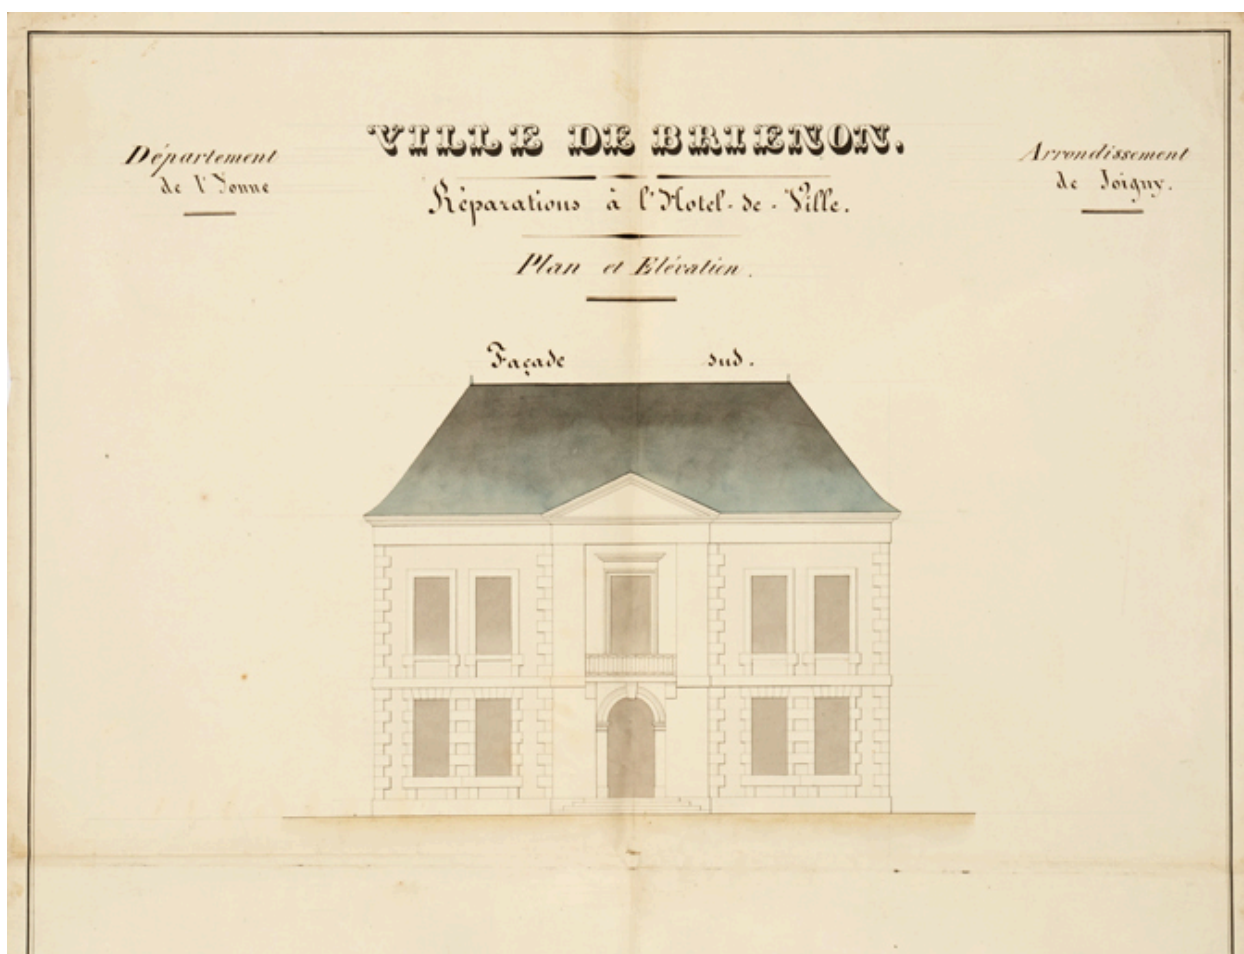 VILLE DE BRIENON.
Département
de l'Yonne
Arrondissement
de Joigny.
Réparations à l'Hotel-de-Ville.
Plan et Elévation.
Façade sud.